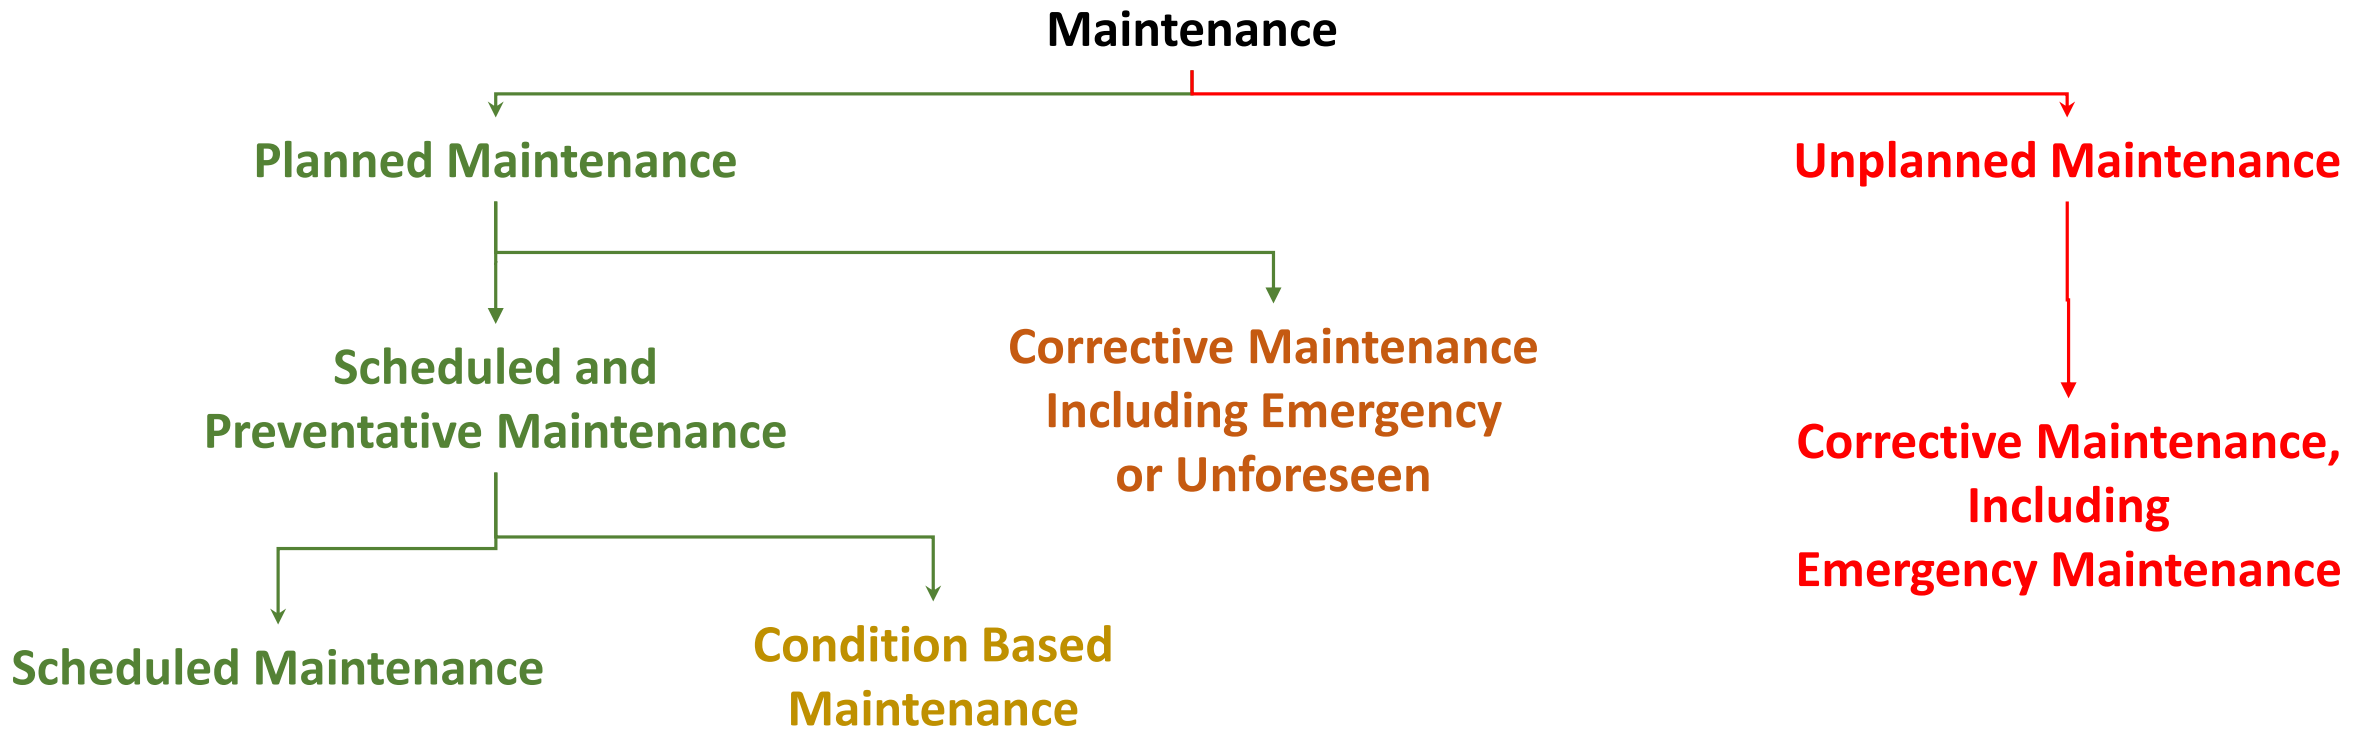 Maintenance
Planned Maintenance
Unplanned Maintenance
Scheduled and
Preventative Maintenance
Corrective Maintenance
Including Emergency
or Unforeseen
Corrective Maintenance,
Including
Emergency Maintenance
Scheduled Maintenance
Condition Based
Maintenance